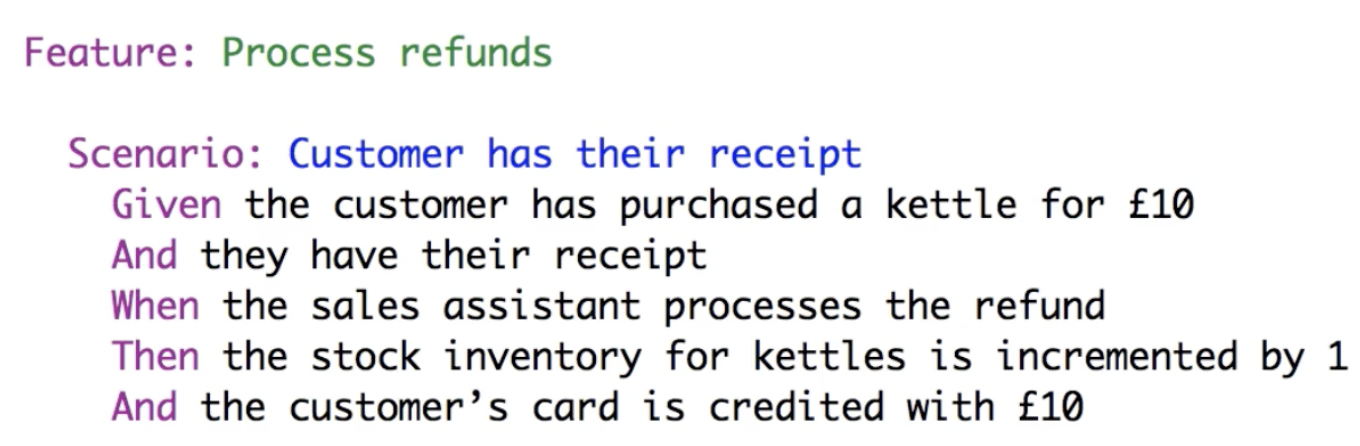 Feature: Process refunds
Scenario: Customer has their receipt
Given the customer has purchased a kettle for £10
And they have their receipt
When the sales assistant processes the refund
Then the stock inventory for kettles is incremented by 1
And the customer’s card is credited with £10